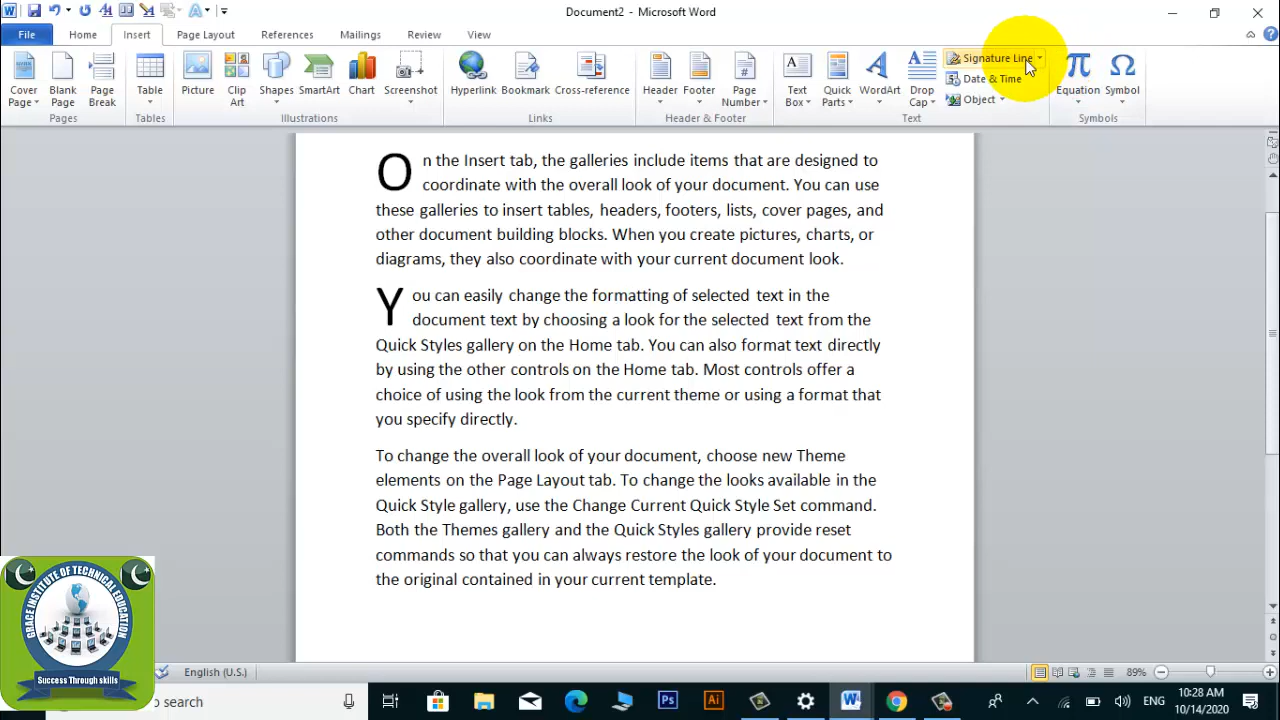 Document2 - Microsoft Word
File Home Insert Page Layout References Mailings Review View
Cover Page Blank Page Page Break Table Picture Clip Art Shapes SmartArt Chart Screenshot Hyperlink Bookmark Cross-reference Header Footer Page Number Text Box Quick Parts WordArt Drop Cap Signature Line Date & Time Object Equation Symbol
Pages Tables Illustrations Links Header & Footer Text Symbols
On the Insert tab, the galleries include items that are designed to
coordinate with the overall look of your document. You can use
these galleries to insert tables, headers, footers, lists, cover pages, and
other document building blocks. When you create pictures, charts, or
diagrams, they also coordinate with your current document look.
You can easily change the formatting of selected text in the
document text by choosing a look for the selected text from the
Quick Styles gallery on the Home tab. You can also format text directly
by using the other controls on the Home tab. Most controls offer a
choice of using the look from the current theme or using a format that
you specify directly.
To change the overall look of your document, choose new Theme
elements on the Page Layout tab. To change the looks available in the
Quick Style gallery, use the Change Current Quick Style Set command.
Both the Themes gallery and the Quick Styles gallery provide reset
commands so that you can always restore the look of your document to
the original contained in your current template.
GRACE INSTITUTE OF TECHNICAL EDUCATION
Success Through skills
English (U.S.) 89%
to search Ps Ai W ENG 10:28 AM
10/14/2020